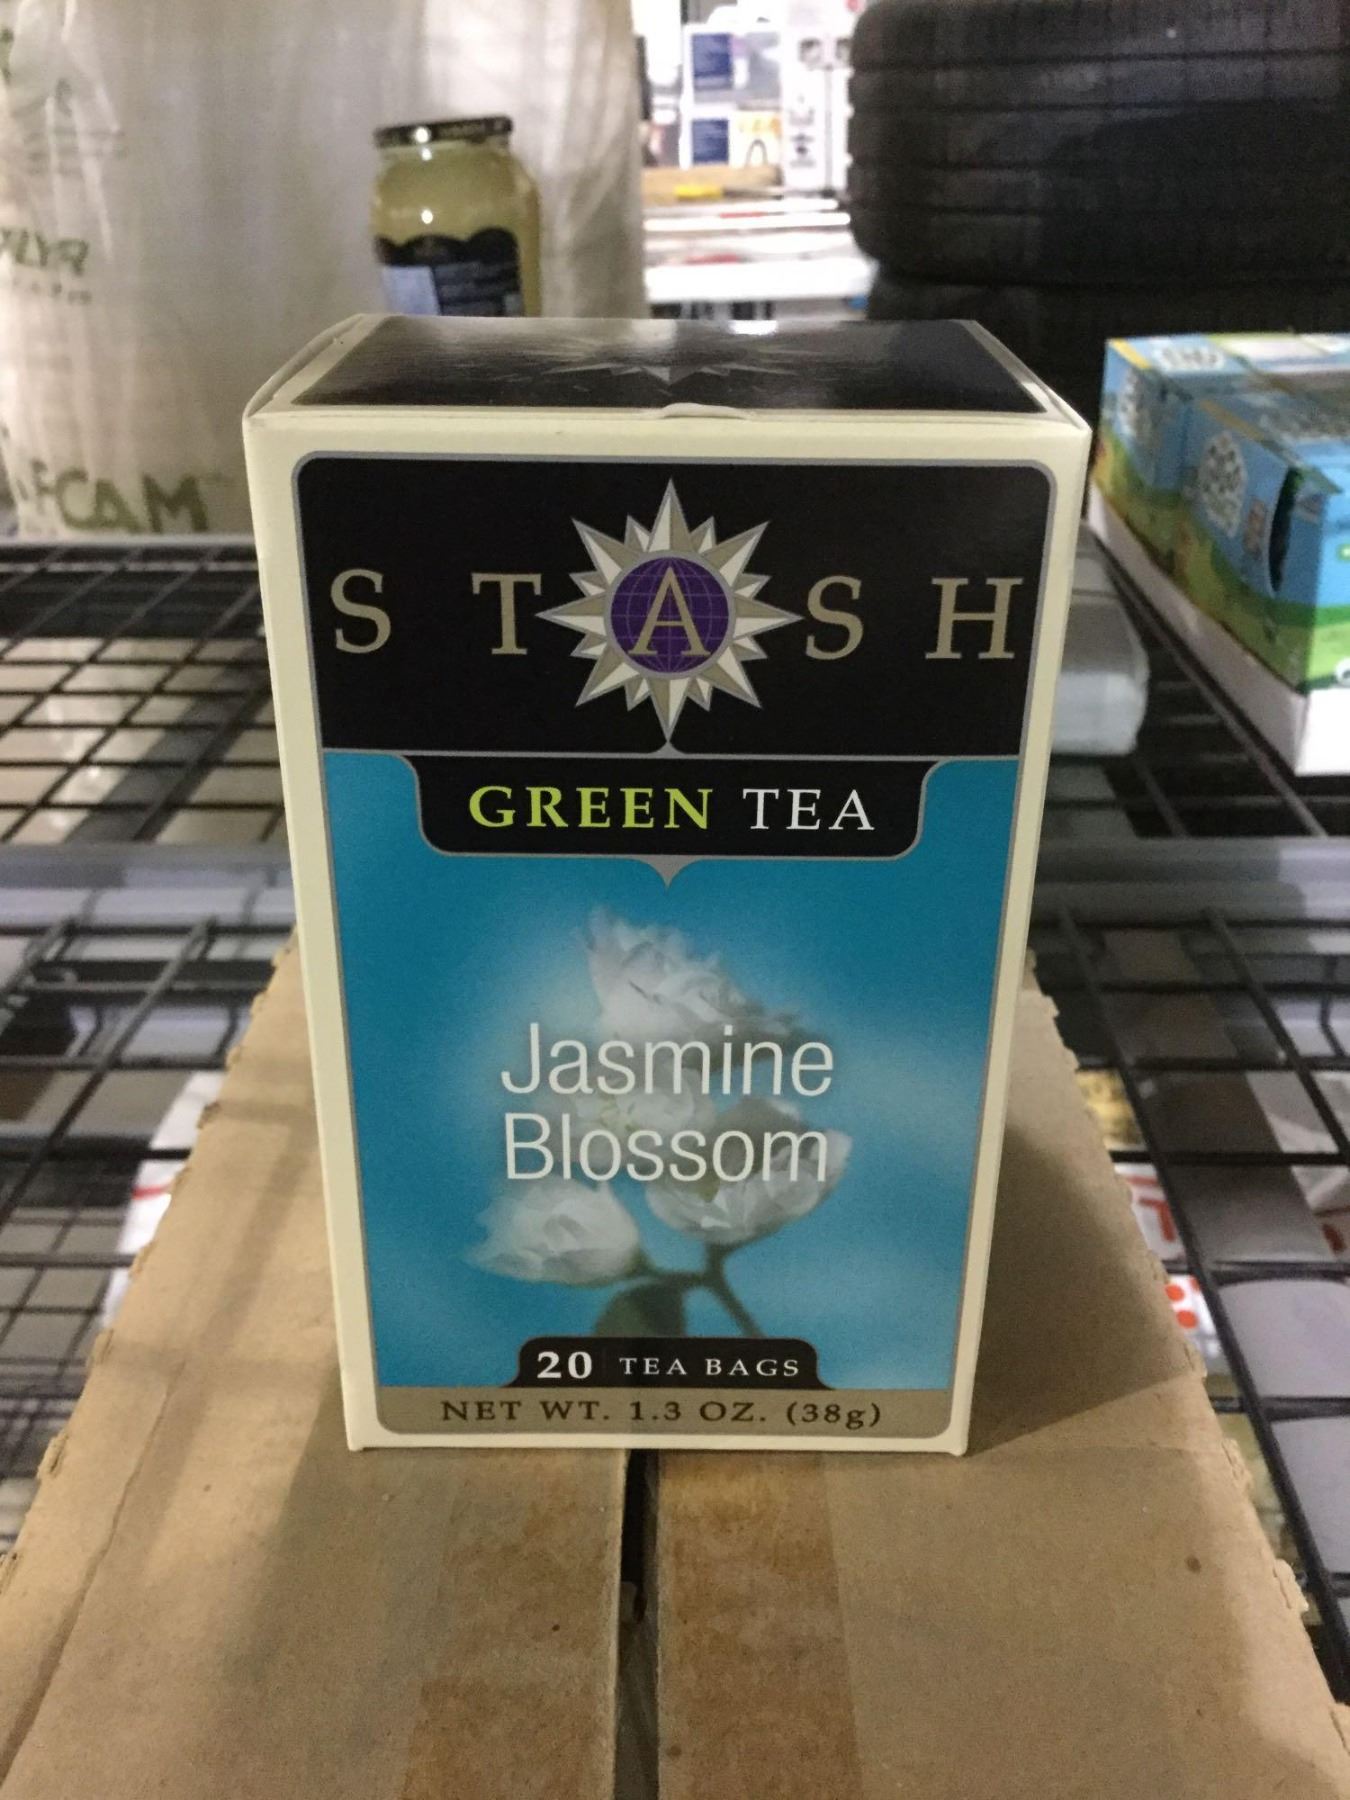 STASH
GREEN TEA
Jasmine
Blossom
20 TEA BAGS
NET WT. 1.3 OZ. (38g)